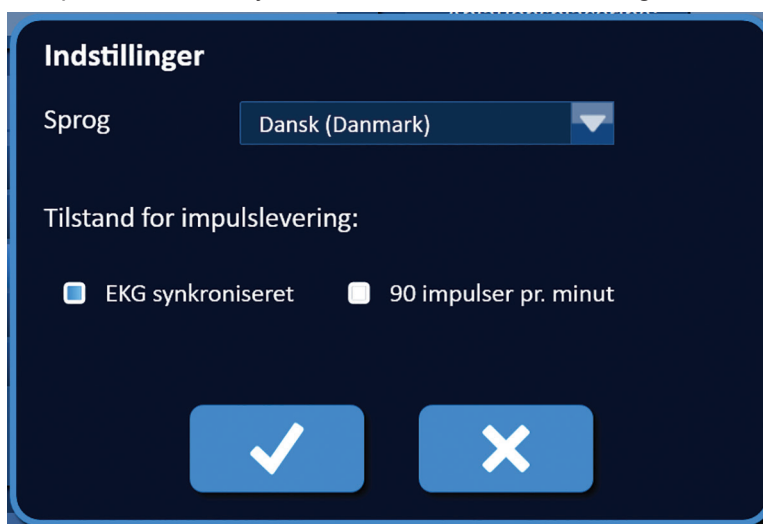 Indstillinger
Sprog Dansk (Danmark)
Tilstand for impulslevering:
EKG synkroniseret 90 impulser pr. minut